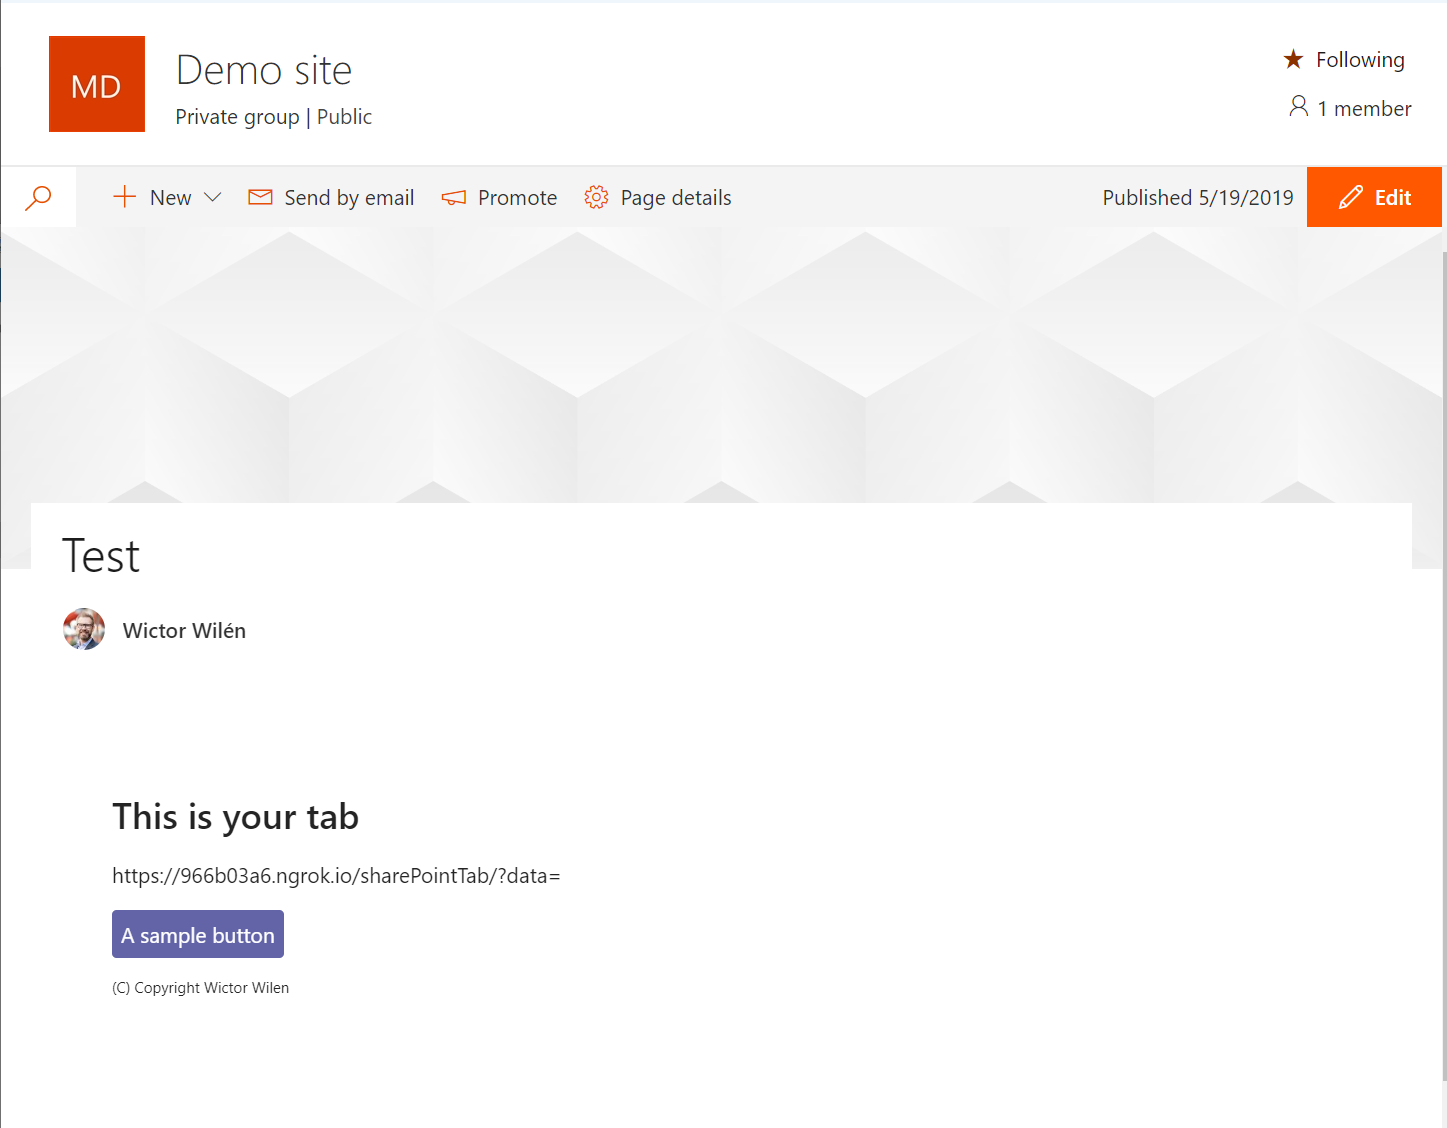 MD
Demo site
Private group | Public
Following
1 member
New
Send by email
Promote
Page details
Published 5/19/2019
Edit
Test
Wictor Wilén
This is your tab
https://966b03a6.ngrok.io/sharePointTab/?data=
A sample button
(C) Copyright Wictor Wilen